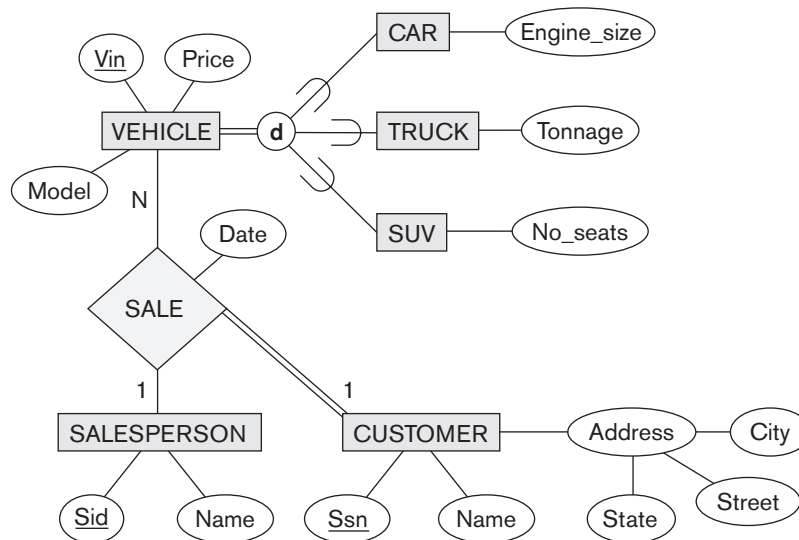 CAR
Engine_size
Vin
Price
VEHICLE
d
TRUCK
Tonnage
Model
N
Date
SUV
No_seats
SALE
1
1
SALESPERSON
CUSTOMER
Address
City
Sid
Name
Ssn
Name
State
Street